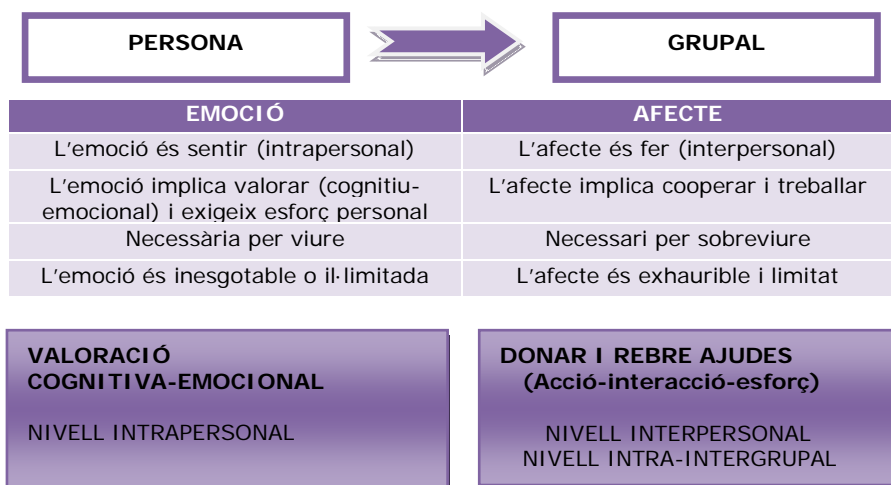 PERSONA
GRUPAL
EMOCIÓ
AFECTE
L'emoció és sentir (intrapersonal)
L'afecte és fer (interpersonal)
L'emoció implica valorar (cognitiu-
emocional) i exigeix esforç personal
L'afecte implica cooperar i treballar
Necessària per viure
Necessari per sobreviure
L'emoció és inesgotable o il·limitada
L'afecte és exhaurible i limitat
VALORACIÓ
COGNITIVA-EMOCIONAL
NIVELL INTRAPERSONAL
DONAR I REBRE AJUDES
(Acció-interacció-esforç)
NIVELL INTERPERSONAL
NIVELL INTRA-INTERGRUPAL